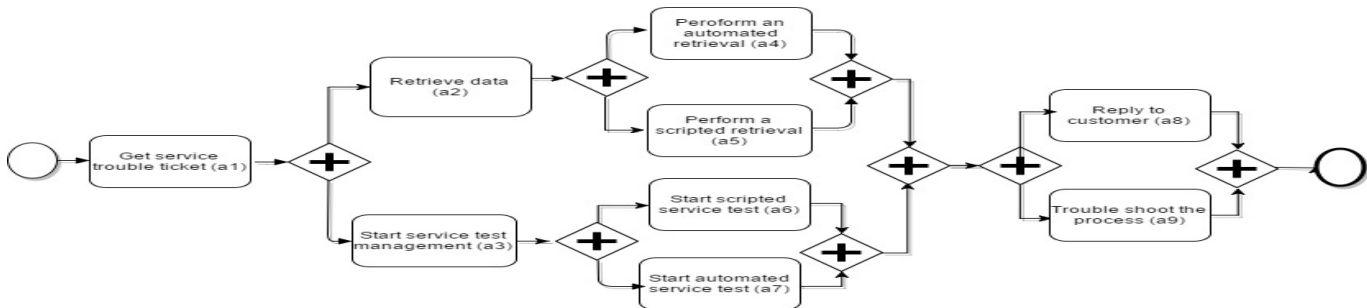 Get service
trouble ticket (a1)
Retrieve data
(a2)
Start service test
management (a3)
Peroform an
automated
retrieval (a4)
Perform a
scripted retrieval
(a5)
Start scripted
service test (a6)
Start automated
service test (a7)
Reply to
customer (a8)
Trouble shoot the
process (a9)